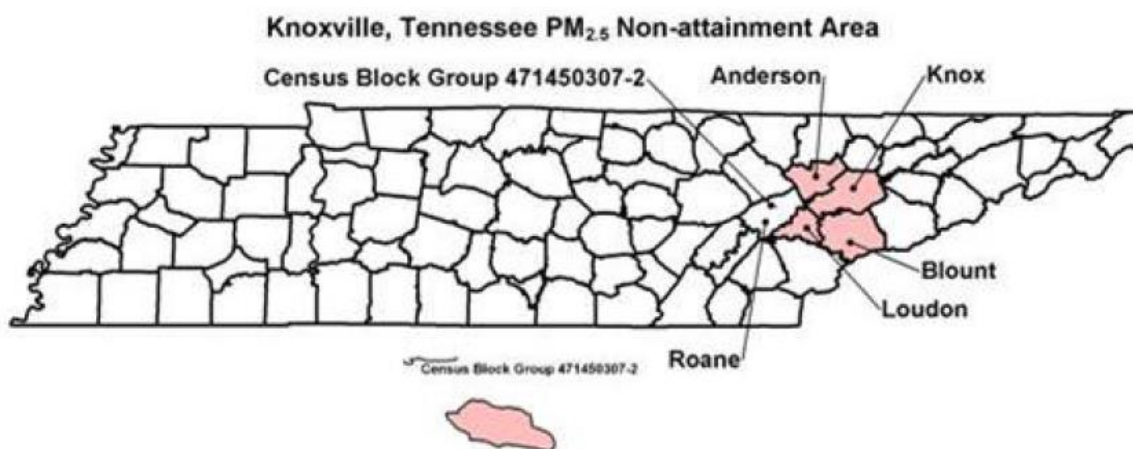 Knoxville, Tennessee PM2.5 Non-attainment Area
Census Block Group 471450307-2
Anderson
Knox
Blount
Loudon
Roane
Census Block Group 471450307-2